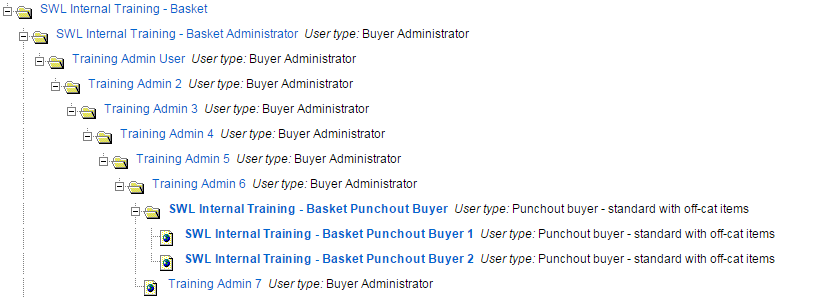 SWL Internal Training - Basket
SWL Internal Training - Basket Administrator User type: Buyer Administrator
Training Admin User User type: Buyer Administrator
Training Admin 2 User type: Buyer Administrator
Training Admin 3 User type: Buyer Administrator
Training Admin 4 User type: Buyer Administrator
Training Admin 5 User type: Buyer Administrator
Training Admin 6 User type: Buyer Administrator
SWL Internal Training - Basket Punchout Buyer User type: Punchout buyer - standard with off-cat items
SWL Internal Training - Basket Punchout Buyer 1 User type: Punchout buyer - standard with off-cat items
SWL Internal Training - Basket Punchout Buyer 2 User type: Punchout buyer - standard with off-cat items
Training Admin 7 User type: Buyer Administrator